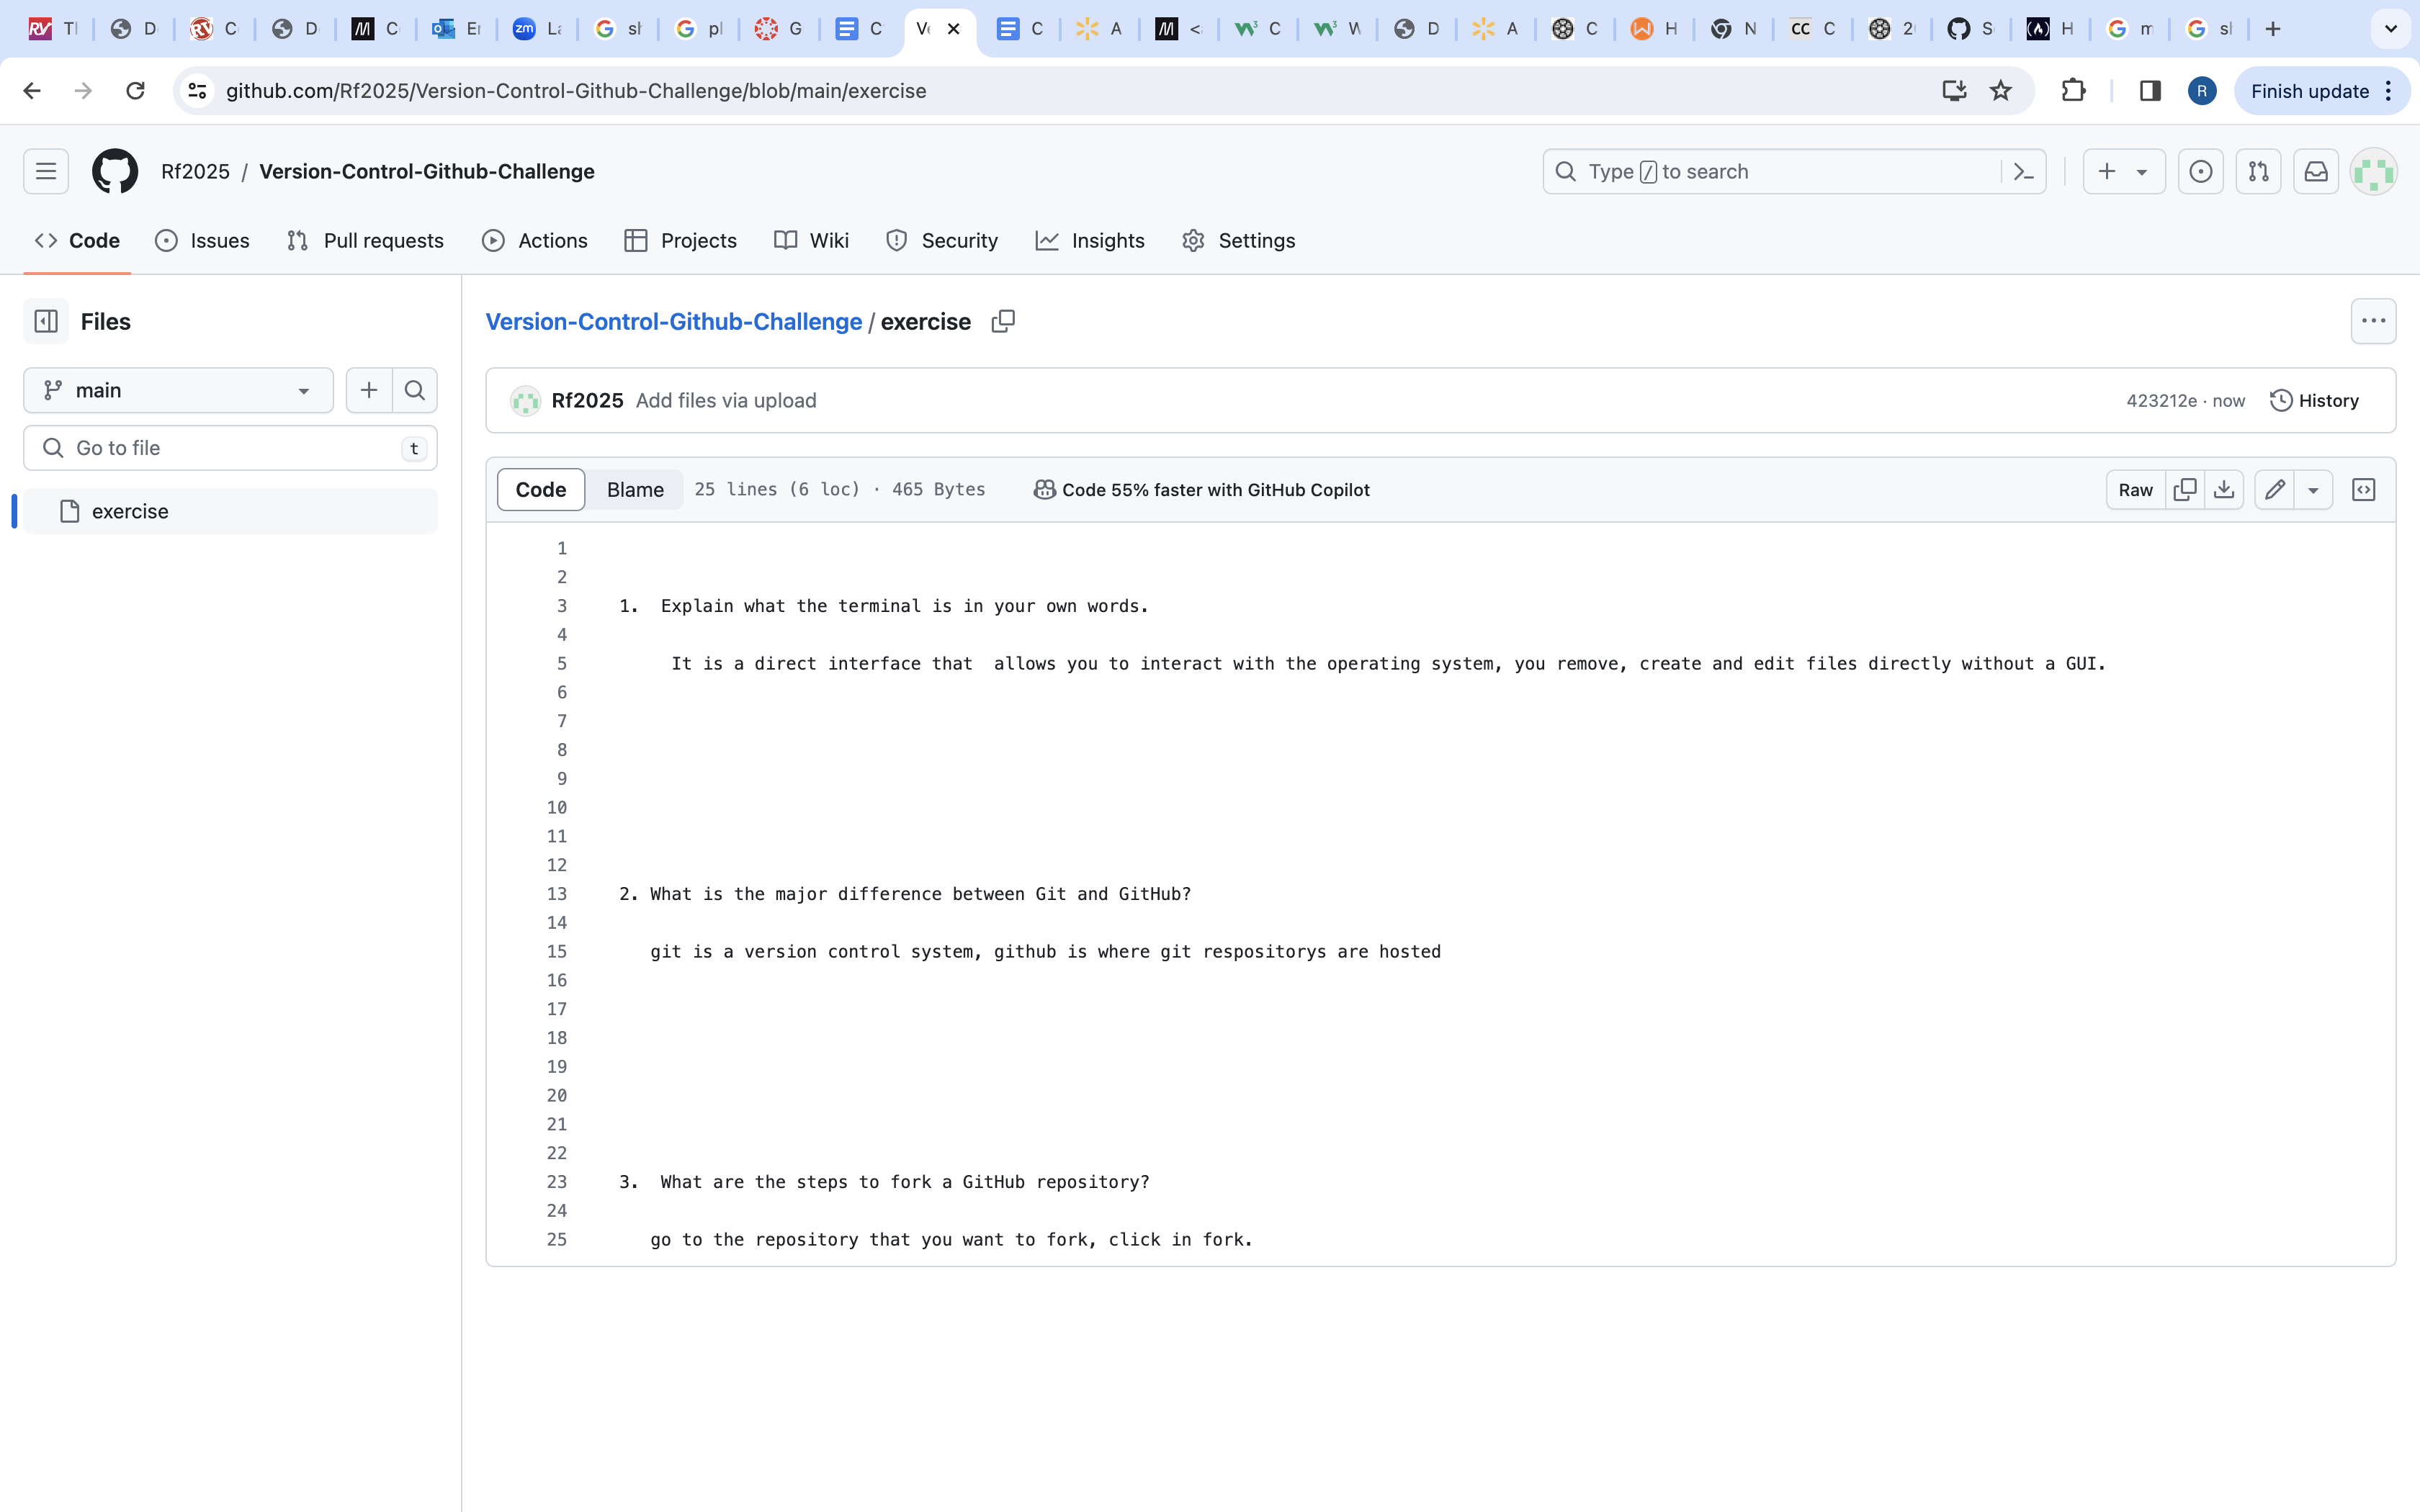 TI D C D C Er zm La sl pl G C Ve C A < C W D A C H N CC C 2 S H m sl
github.com/Rf2025/Version-Control-Github-Challenge/blob/main/exercise R Finish update
Rf2025 / Version-Control-Github-Challenge Type / to search
Code Issues Pull requests Actions Projects Wiki Security Insights Settings
Files
main
Go to file t
exercise
Version-Control-Github-Challenge / exercise
Rf2025 Add files via upload 423212e · now History
Code Blame 25 lines (6 loc) · 465 Bytes Code 55% faster with GitHub Copilot Raw
1
2
3 1.  Explain what the terminal is in your own words.
4
5 It is a direct interface that  allows you to interact with the operating system, you remove, create and edit files directly without a GUI.
6
7
8
9
10
11
12
13 2. What is the major difference between Git and GitHub?
14
15 git is a version control system, github is where git respositorys are hosted
16
17
18
19
20
21
22
23 3.  What are the steps to fork a GitHub repository?
24
25 go to the repository that you want to fork, click in fork.